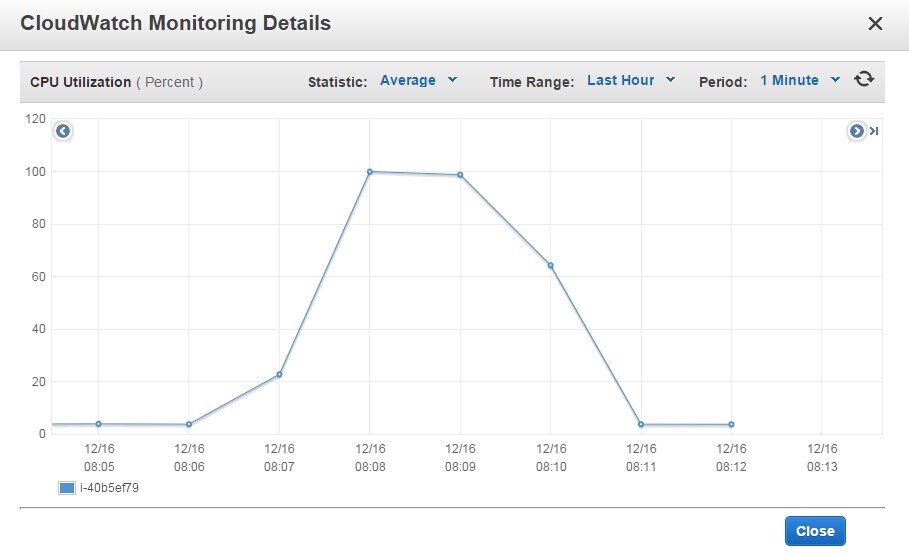 CloudWatch Monitoring Details
CPU Utilization ( Percent ) Statistic: Average Time Range: Last Hour Period: 1 Minute
120
100
80
60
40
20
0
12/16 12/16 12/16 12/16 12/16 12/16 12/16 12/16 12/16
08:05 08:06 08:07 08:08 08:09 08:10 08:11 08:12 08:13
i-40b5ef79
Close